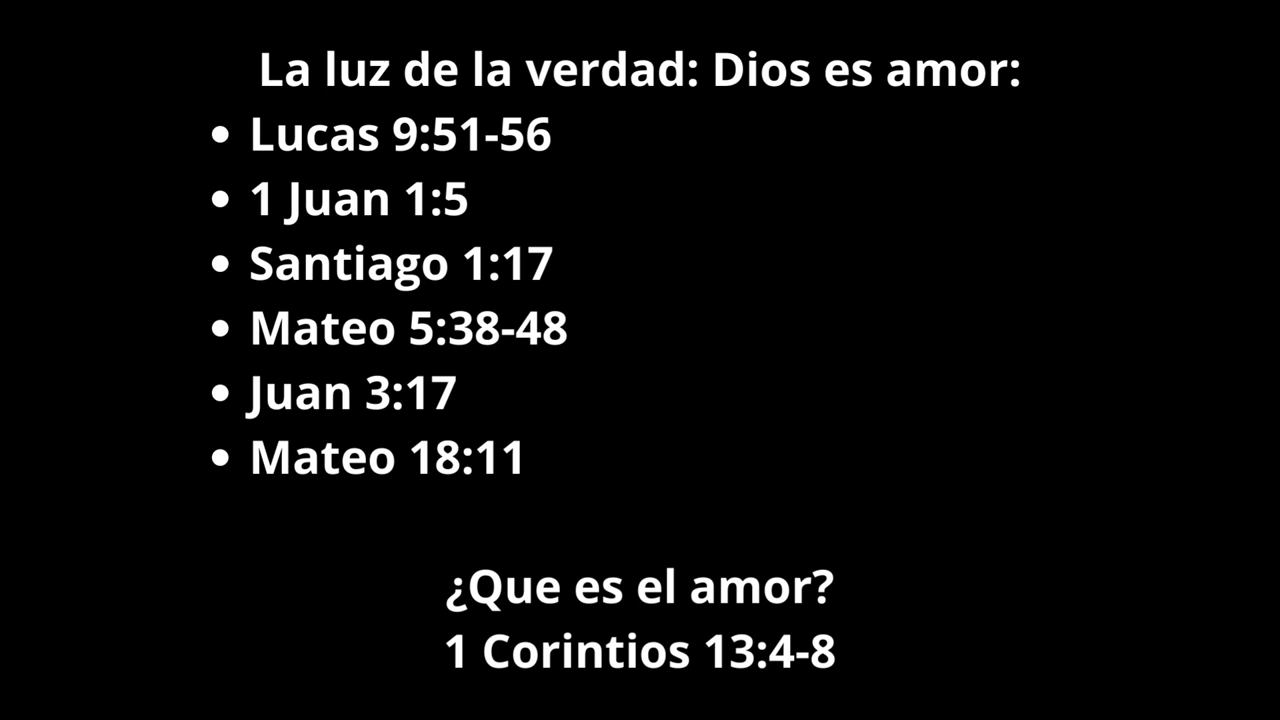 La luz de la verdad: Dios es amor:
• Lucas 9:51-56
• 1 Juan 1:5
• Santiago 1:17
• Mateo 5:38-48
• Juan 3:17
• Mateo 18:11
¿Que es el amor?
1 Corintios 13:4-8